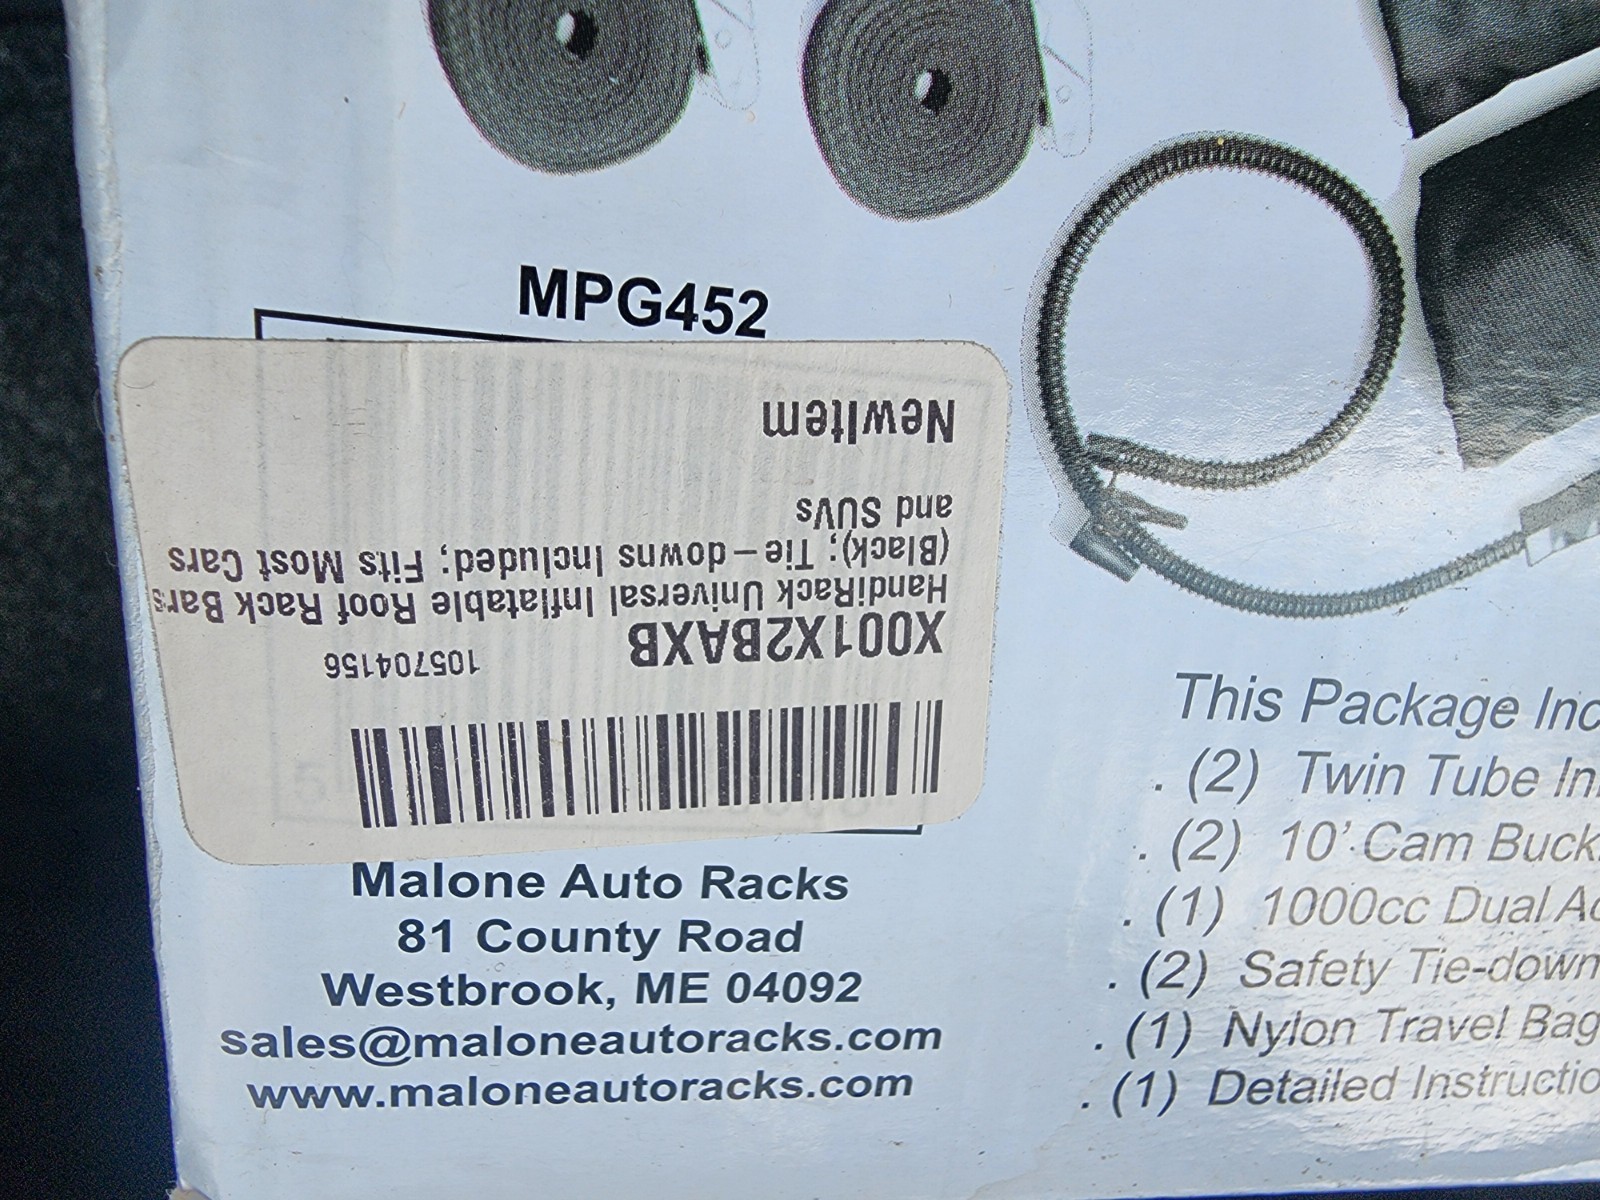 MPG452
X001X2BAXB
105704156
HandiRack Universal Inflatable Roof Rack Bars
(Black); Tie-downs Included; Fits Most Cars
and SUVs
NewItem
Malone Auto Racks
81 County Road
Westbrook, ME 04092
sales@maloneautoracks.com
www.maloneautoracks.com
This Package Inc
. (2) Twin Tube In
. (2) 10' Cam Buck
. (1) 1000cc Dual Ac
. (2) Safety Tie-down
. (1) Nylon Travel Bag
. (1) Detailed Instructio